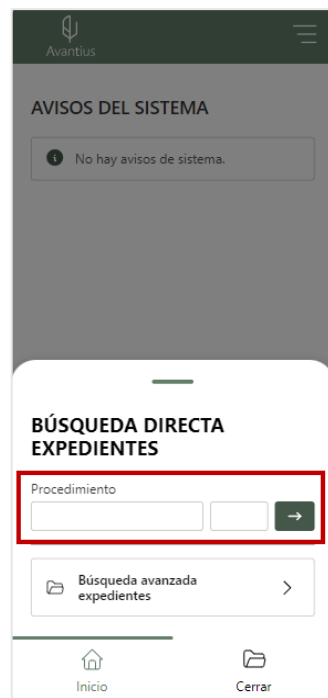 Avantius
AVISOS DEL SISTEMA
No hay avisos de sistema.
BÚSQUEDA DIRECTA
EXPEDIENTES
Procedimiento
Búsqueda avanzada
expedientes
Inicio
Cerrar